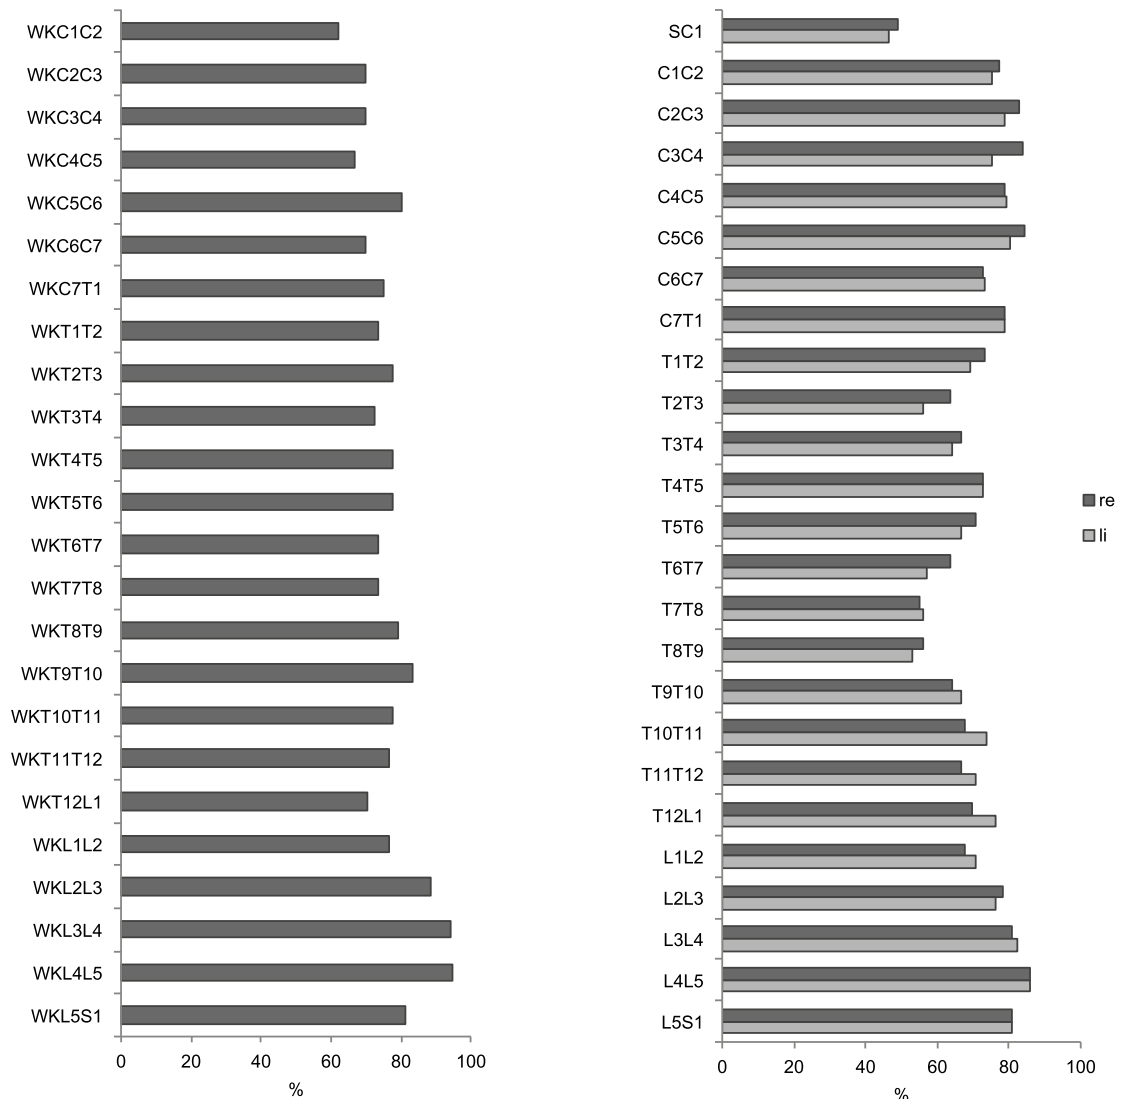 WKC1C2
WKC2C3
WKC3C4
WKC4C5
WKC5C6
WKC6C7
WKC7T1
WKT1T2
WKT2T3
WKT3T4
WKT4T5
WKT5T6
WKT6T7
WKT7T8
WKT8T9
WKT9T10
WKT10T11
WKT11T12
WKT12L1
WKL1L2
WKL2L3
WKL3L4
WKL4L5
WKL5S1
0 20 40 60 80 100
%
SC1
C1C2
C2C3
C3C4
C4C5
C5C6
C6C7
C7T1
T1T2
T2T3
T3T4
T4T5
T5T6
T6T7
T7T8
T8T9
T9T10
T10T11
T11T12
T12L1
L1L2
L2L3
L3L4
L4L5
L5S1
0 20 40 60 80 100
%
re
li